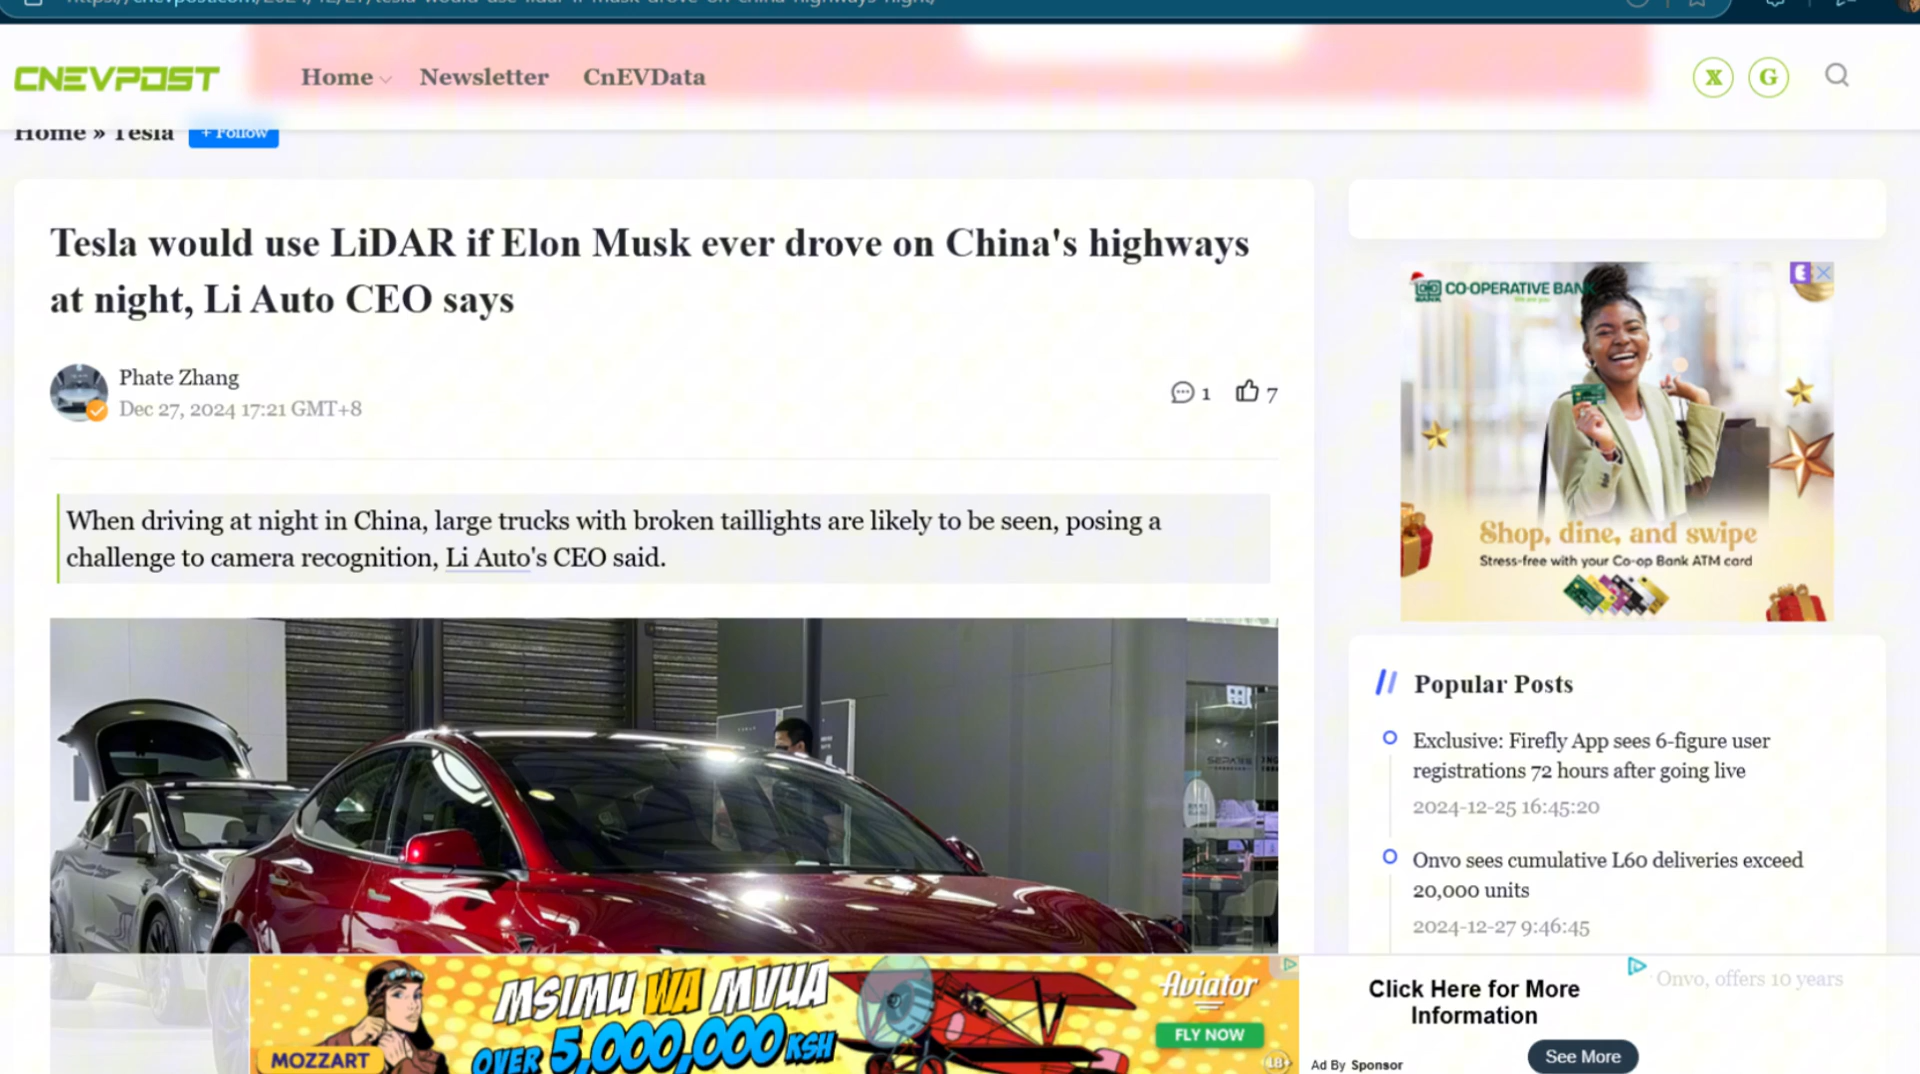 CNEVPOST
Home
Newsletter
CnEVData
X
G
Home » Tesla
+ Follow
Tesla would use LiDAR if Elon Musk ever drove on China's highways
at night, Li Auto CEO says
Phate Zhang
Dec 27, 2024 17:21 GMT+8
1
7
When driving at night in China, large trucks with broken taillights are likely to be seen, posing a
challenge to camera recognition, Li Auto's CEO said.
CO-OPERATIVE BANK
We are you
Shop, dine, and swipe
Stress-free with your Co-op Bank ATM card
Popular Posts
Exclusive: Firefly App sees 6-figure user
registrations 72 hours after going live
2024-12-25 16:45:20
Onvo sees cumulative L60 deliveries exceed
20,000 units
2024-12-27 9:46:45
Onvo, offers 10 years
MSIMU WA MVUA
OVER 5,000,000 KSH
MOZZART
Aviator
FLY NOW
18+
Click Here for More
Information
Ad By Sponsor
See More